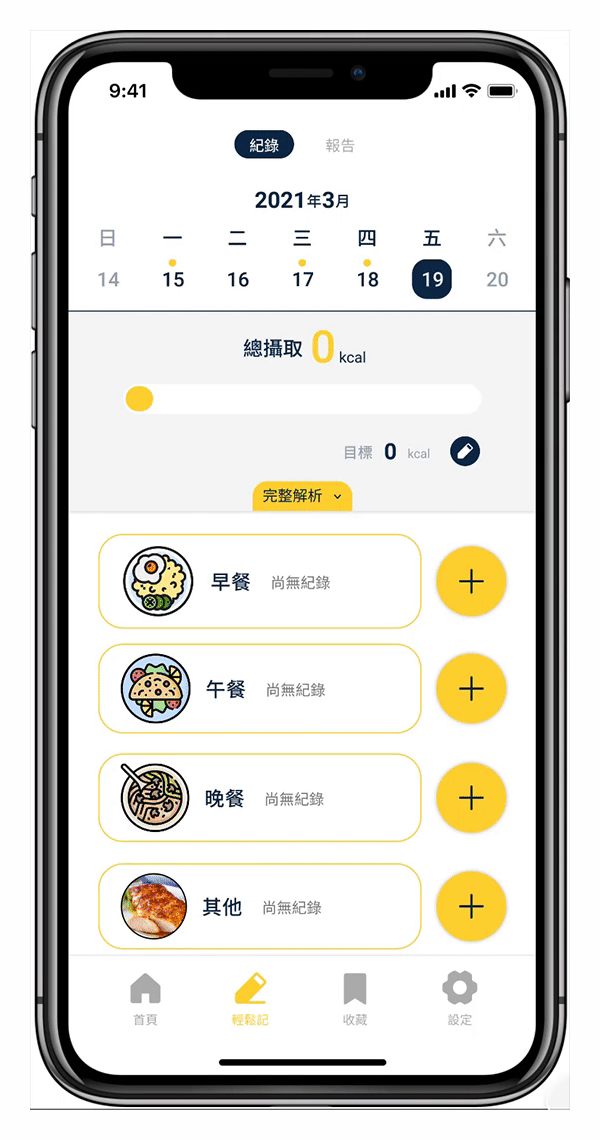 9:41
紀錄 報告
2021年3月
日 一 二 三 四 五 六
14 15 16 17 18 19 20
總攝取 0 kcal
目標 0 kcal
完整解析
早餐 尚無紀錄
午餐 尚無紀錄
晚餐 尚無紀錄
其他 尚無紀錄
首頁 輕鬆記 收藏 設定